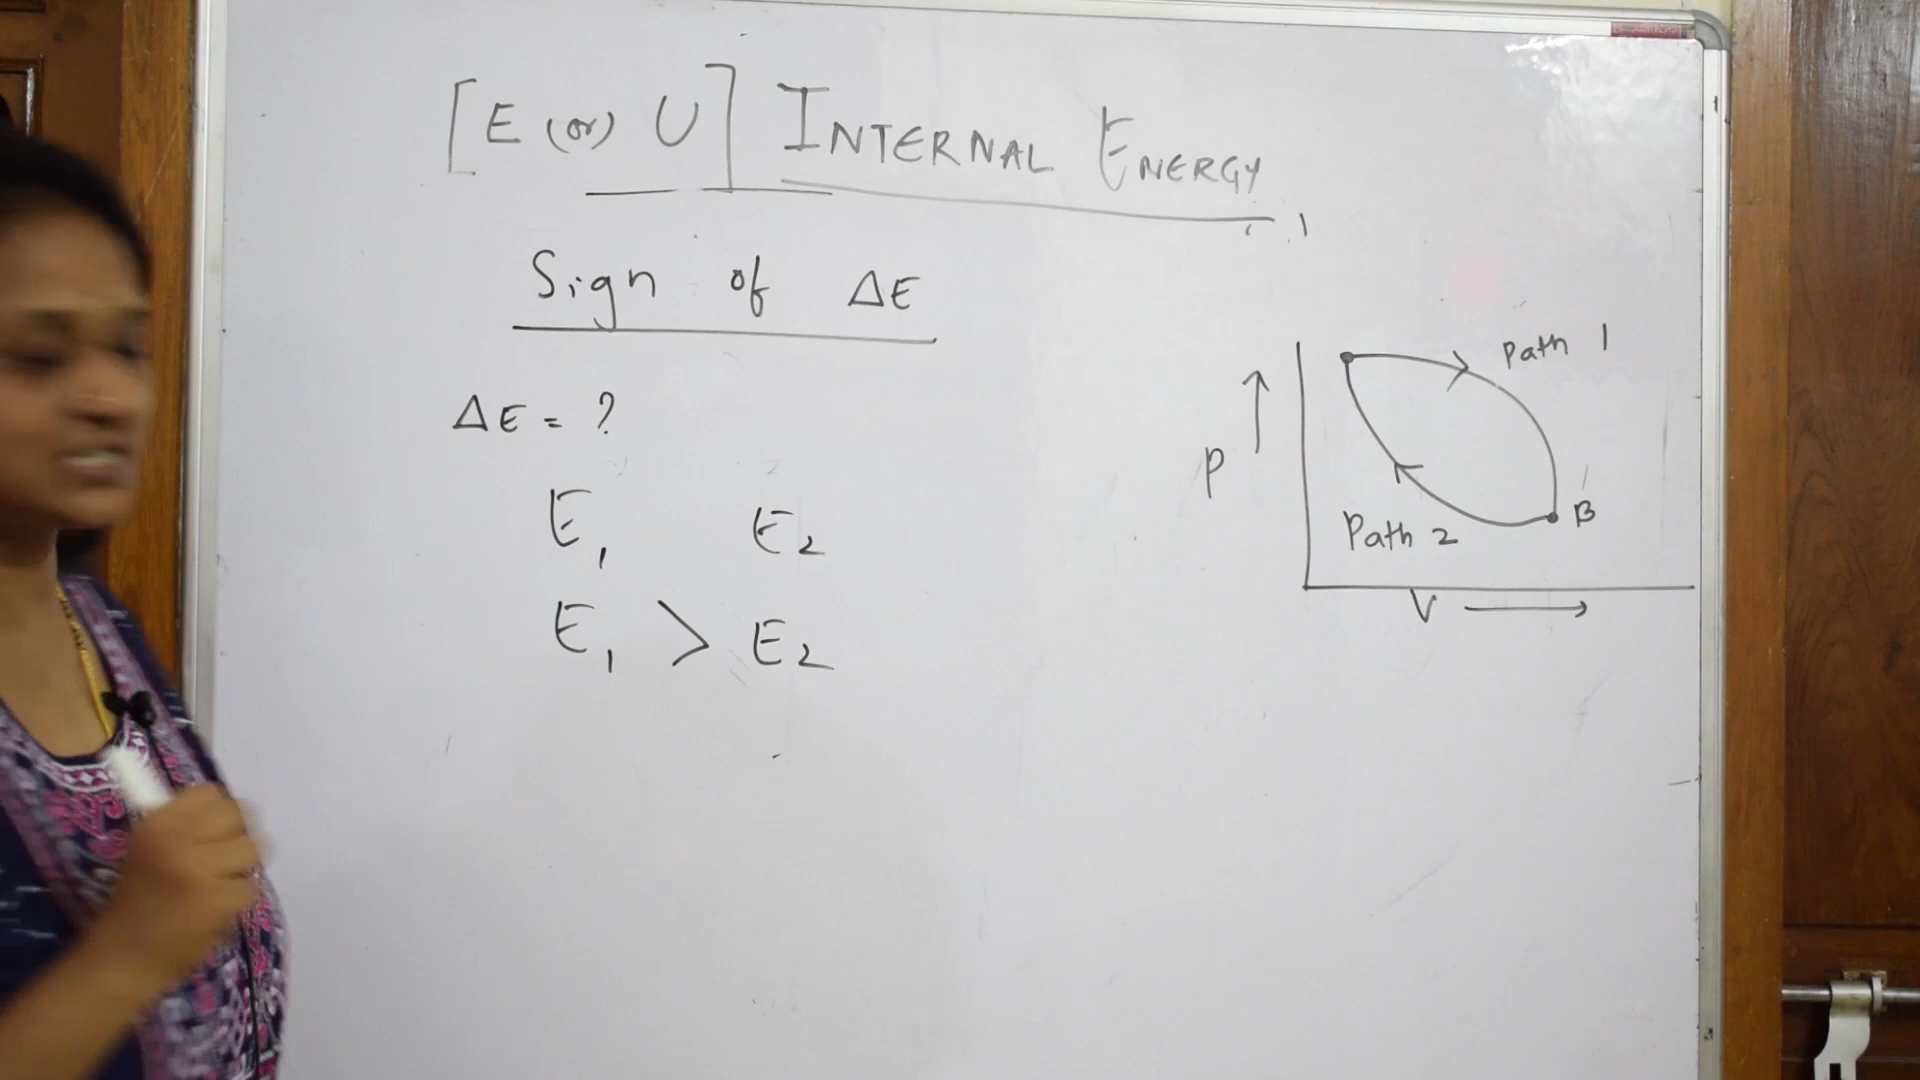 [E (or) U] INTERNAL ENERGY
Sign of ΔE
ΔE = ?
E₁ E₂
E₁ > E₂
Path 1
P
B
Path 2
V